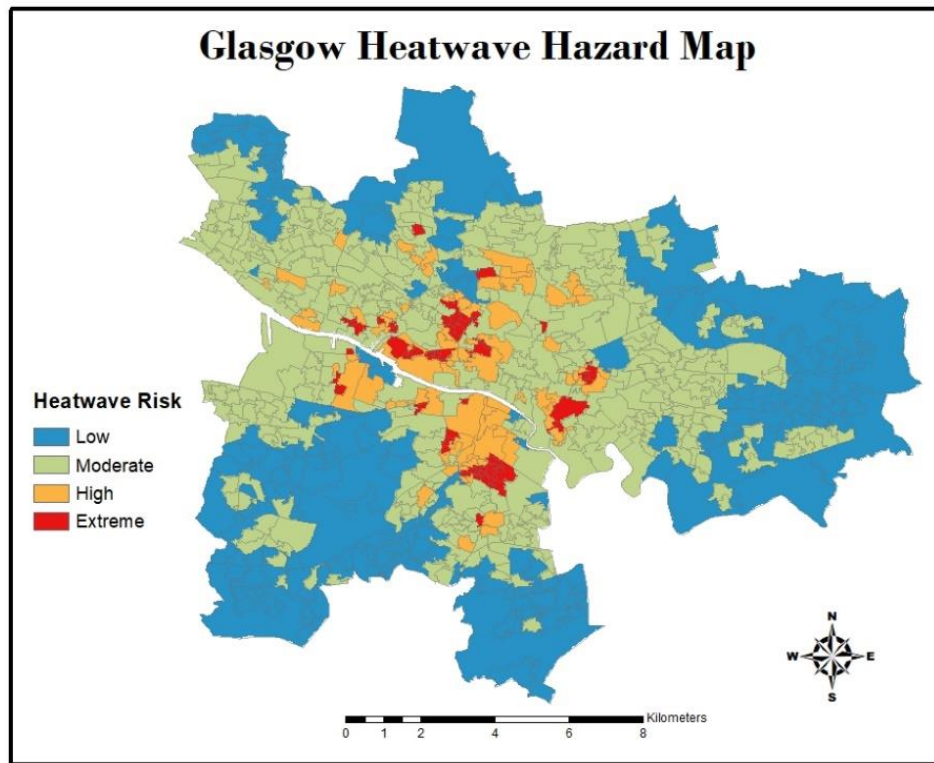 Glasgow Heatwave Hazard Map
Heatwave Risk
Low
Moderate
High
Extreme
N
W E
S
Kilometers
0 1 2 4 6 8